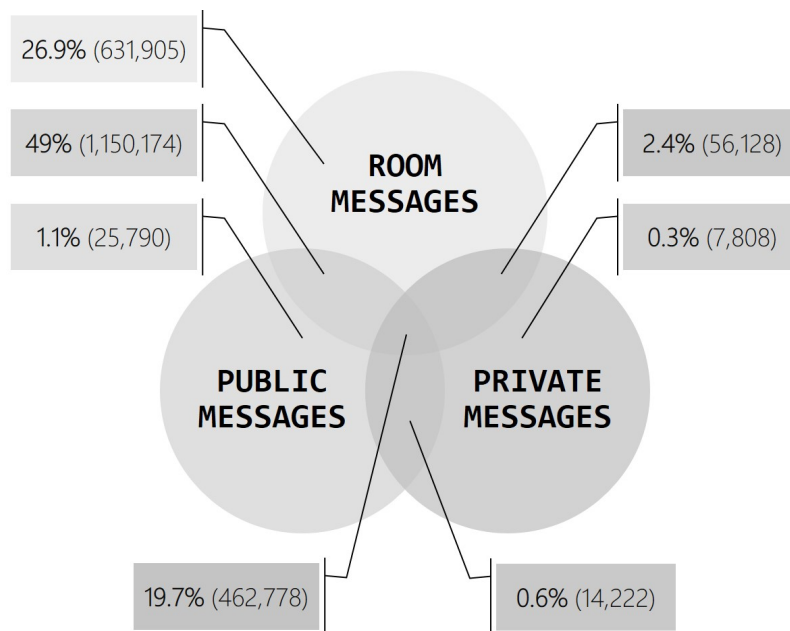 26.9% (631,905)
49% (1,150,174)
2.4% (56,128)
ROOM
MESSAGES
1.1% (25,790)
0.3% (7,808)
PUBLIC
MESSAGES
PRIVATE
MESSAGES
19.7% (462,778)
0.6% (14,222)